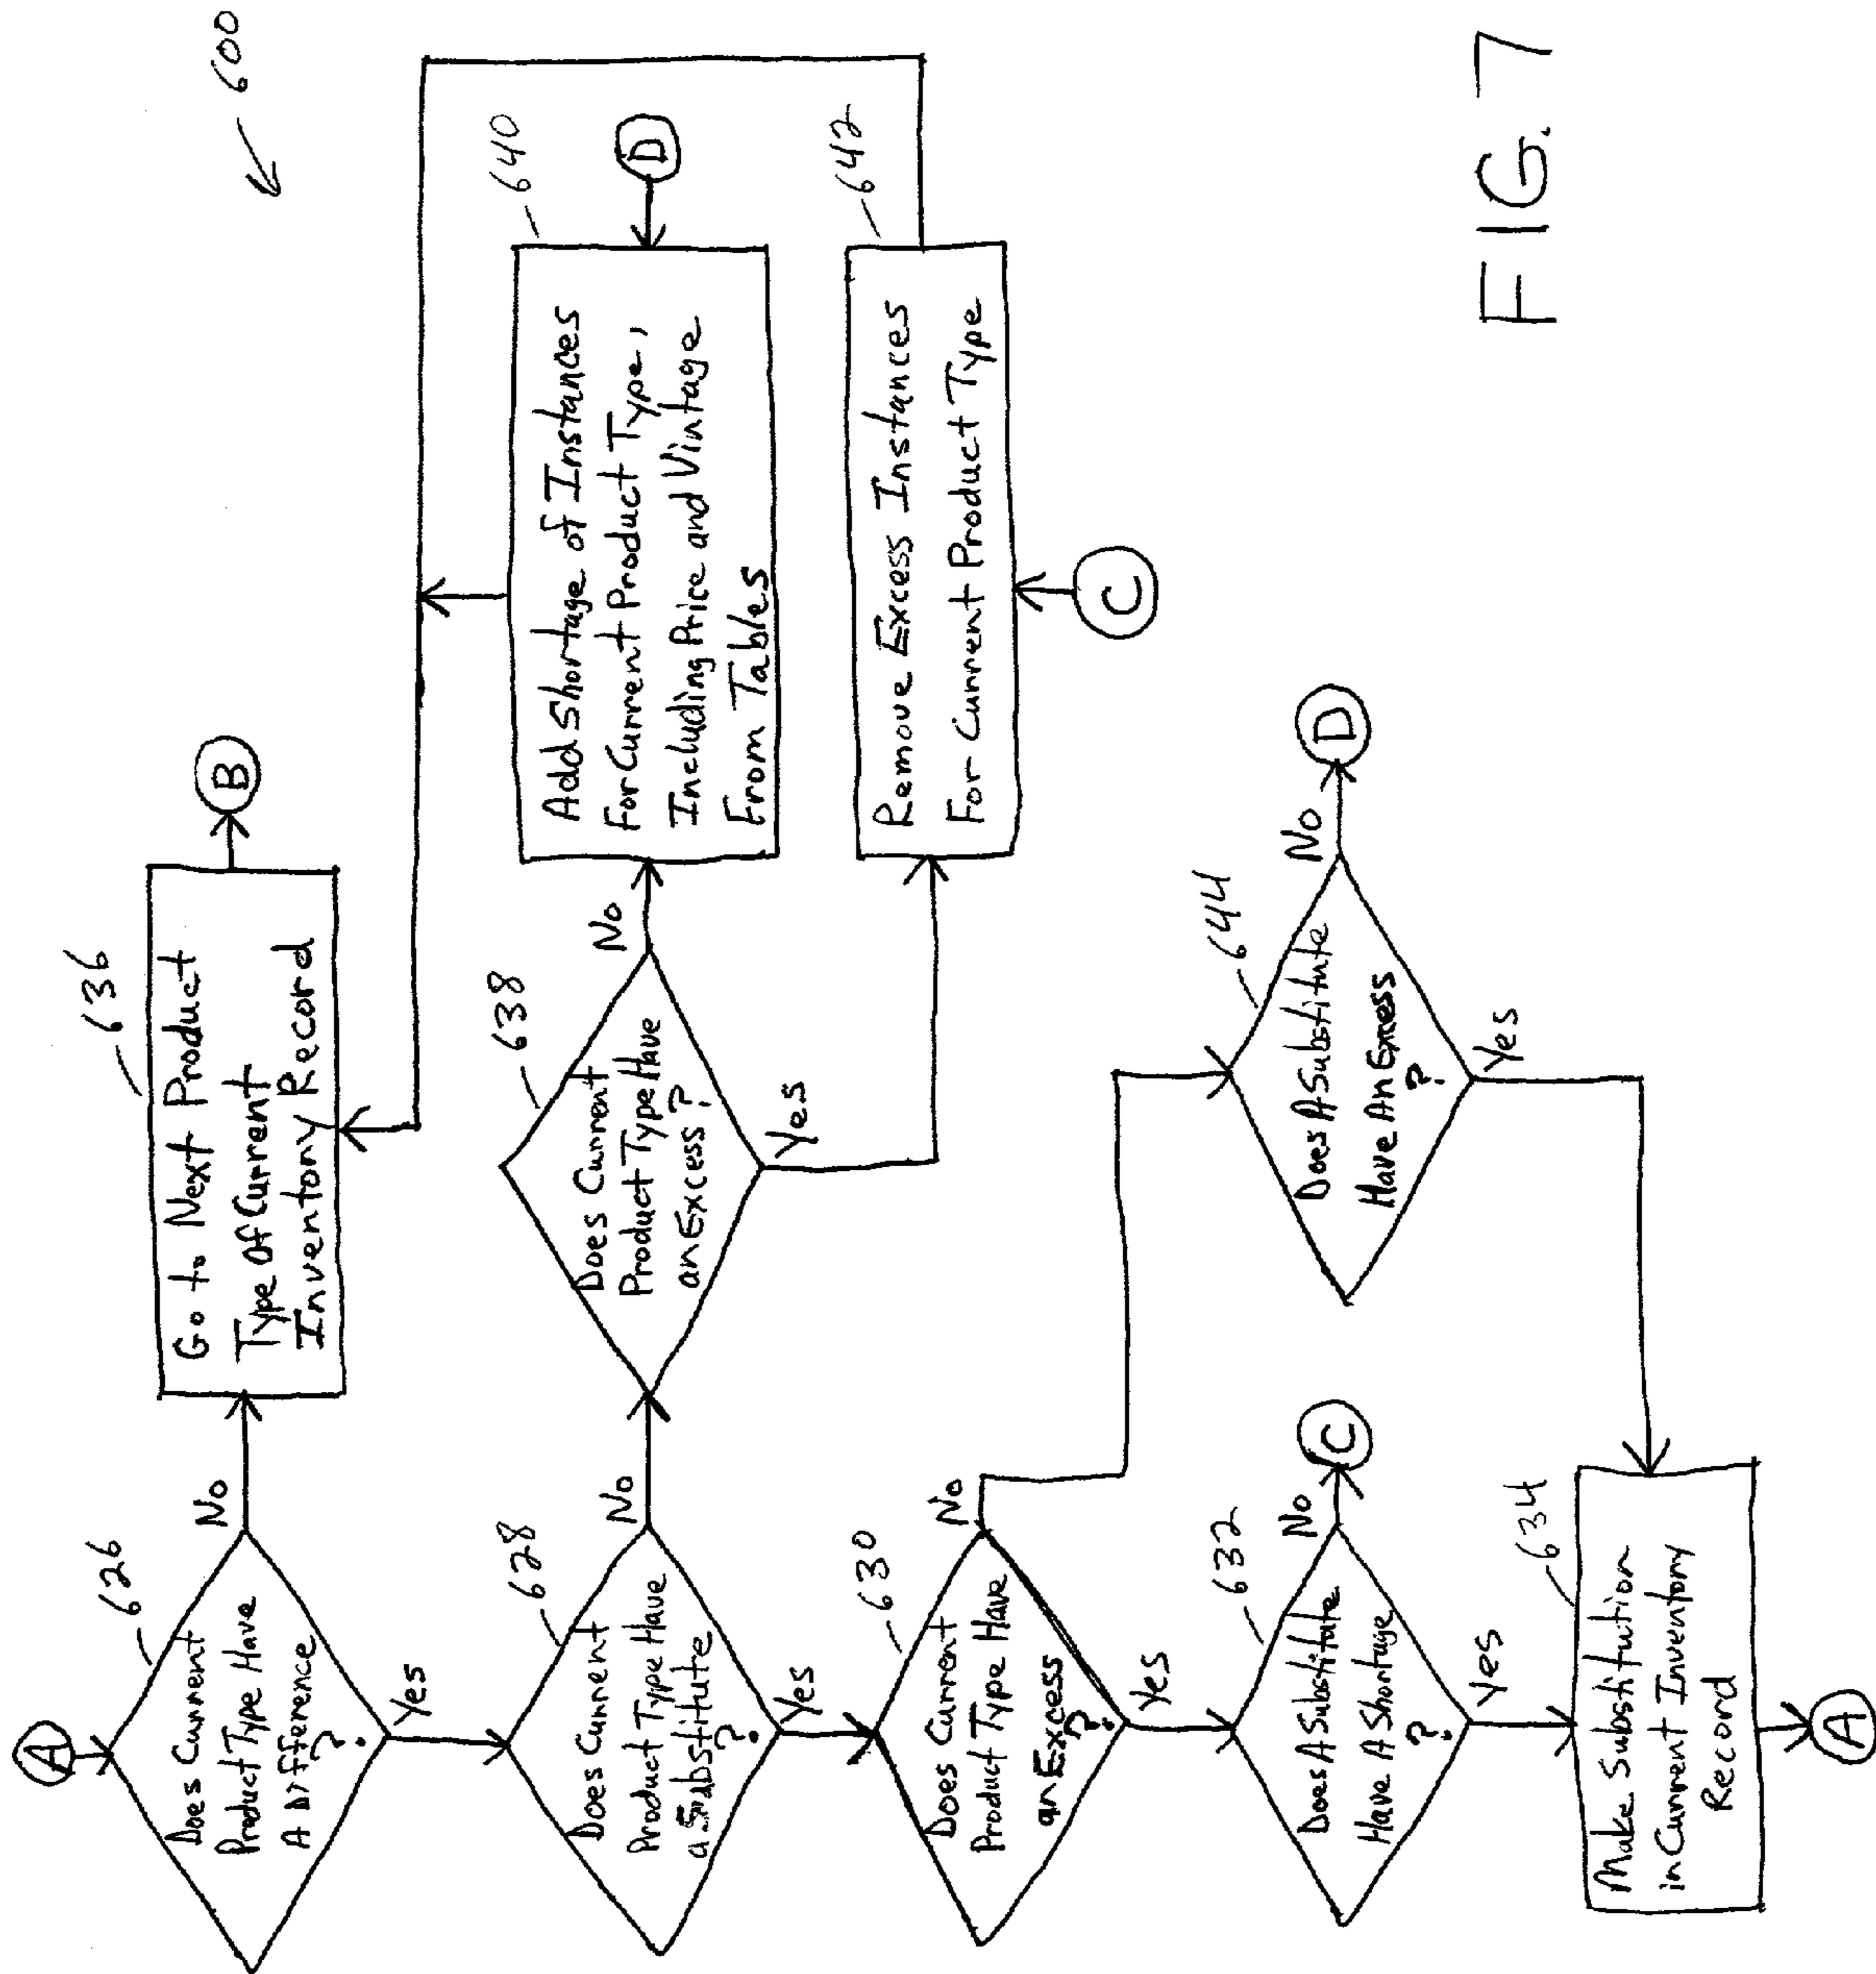 600
A
626
Does Current
Product Type Have
A Difference
?
No
Yes
636
Go to Next Product
Type Of Current
Inventory Record
B
628
Does Current
Product Type Have
a Substitute
?
No
Yes
638
Does Current
Product Type Have
an Excess?
No
Yes
640
Add Shortage of Instances
For Current Product Type,
Including Price and Vintage
From Tables
D
630
Does Current
Product Type Have
an Excess
?
No
Yes
642
Remove Excess Instances
For Current Product Type
C
632
Does A Substitute
Have A Shortage
?
No
C
Yes
644
Does A Substitute
Have An Excess
?
No
D
Yes
634
Make Substitution
in Current Inventory
Record
A
FIG. 7